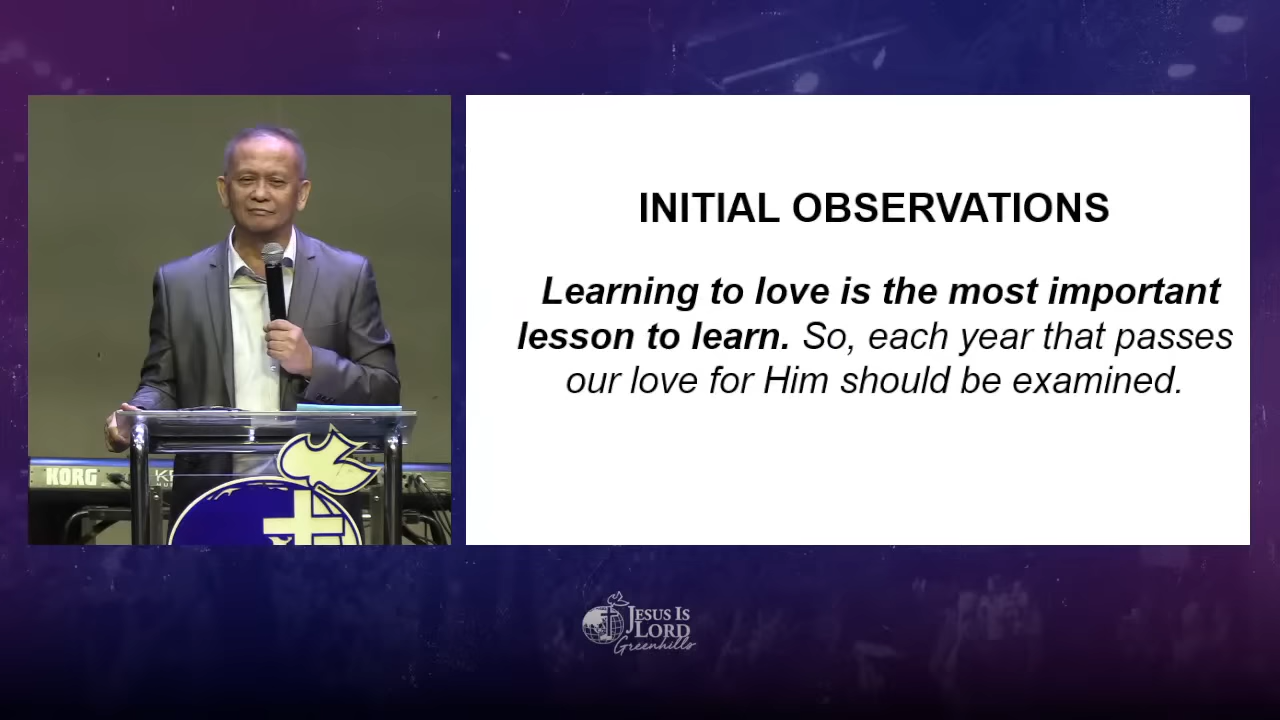 INITIAL OBSERVATIONS
Learning to love is the most important
lesson to learn. So, each year that passes
our love for Him should be examined.
KORG
JESUS IS
LORD
Greenhills